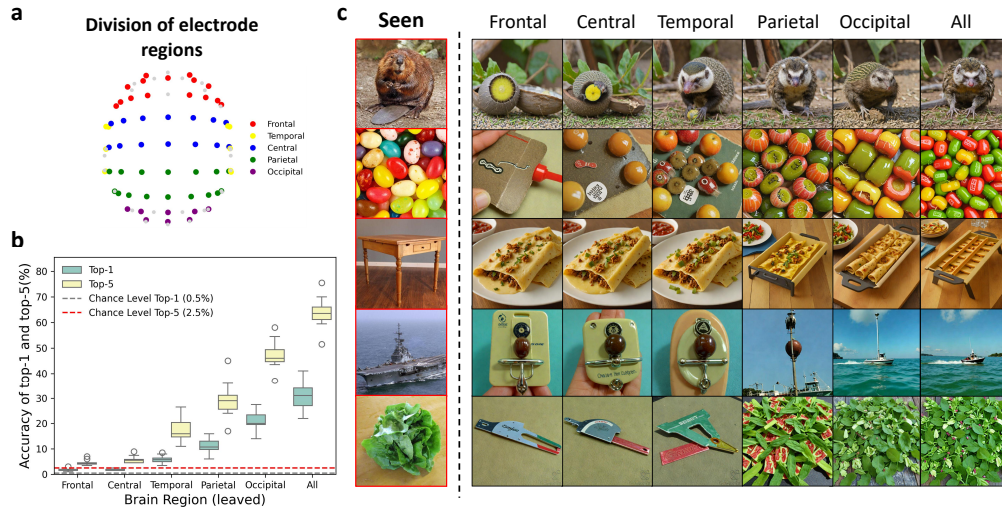 a
Division of electrode
regions
Frontal
Temporal
Central
Parietal
Occipital
b
Accuracy of top-1 and top-5(%)
80
70
60
50
40
30
20
10
0
Top-1
Top-5
Chance Level Top-1 (0.5%)
Chance Level Top-5 (2.5%)
Frontal
Central
Temporal
Parietal
Occipital
All
Brain Region (leaved)
c
Seen
Frontal
Central
Temporal
Parietal
Occipital
All